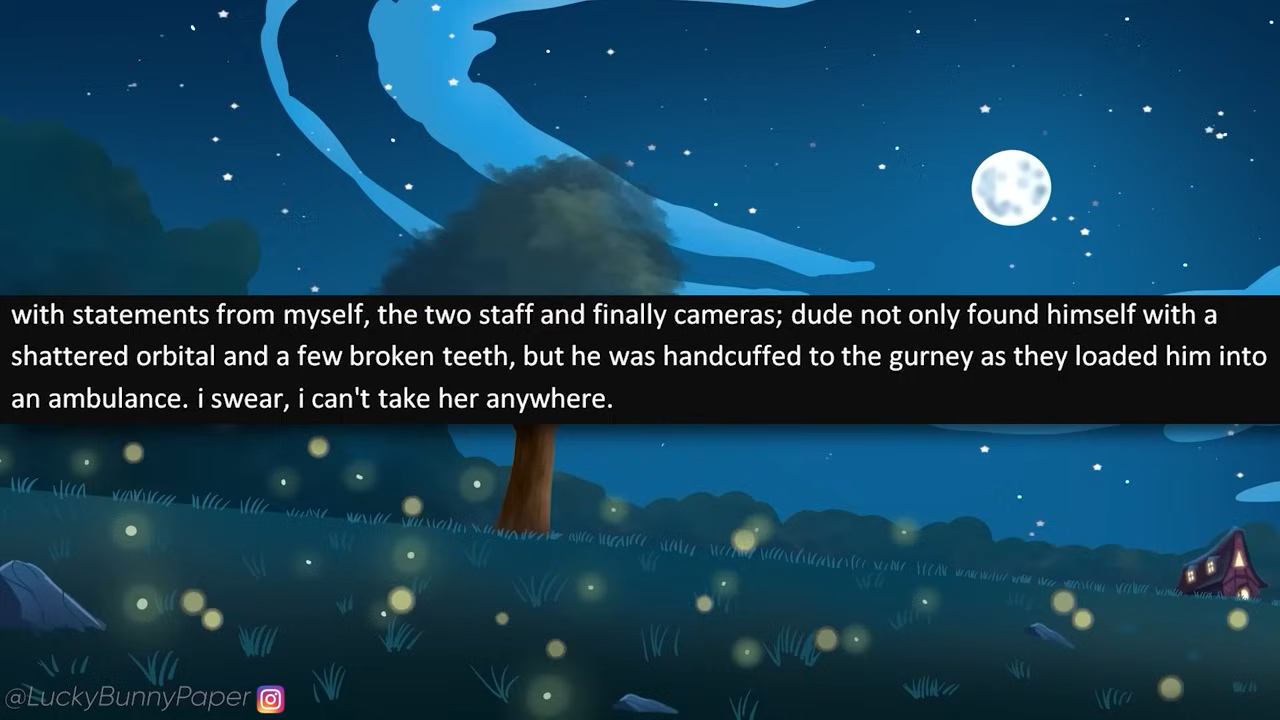 with statements from myself, the two staff and finally cameras; dude not only found himself with a
shattered orbital and a few broken teeth, but he was handcuffed to the gurney as they loaded him into
an ambulance. i swear, i can't take her anywhere.
@LuckyBunnyPaper